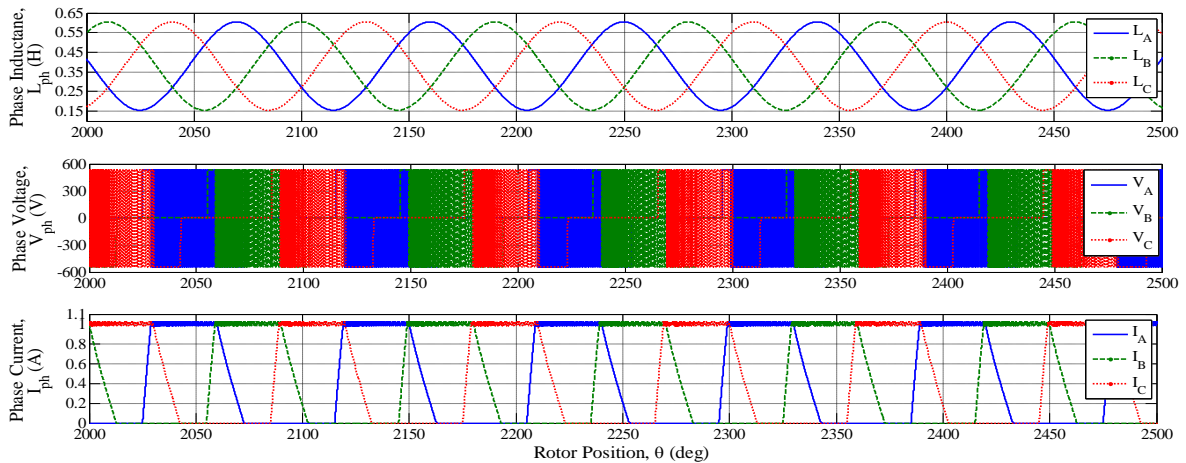 Phase Inductane,
L_ph (H)
0.65
0.55
0.45
0.35
0.25
0.15
2000 2050 2100 2150 2200 2250 2300 2350 2400 2450 2500
L_A
L_B
L_C
Phase Voltage,
V_ph (V)
600
300
0
-300
-600
2000 2050 2100 2150 2200 2250 2300 2350 2400 2450 2500
V_A
V_B
V_C
Phase Current,
I_ph (A)
1.1
1
0.8
0.6
0.4
0.2
0
2000 2050 2100 2150 2200 2250 2300 2350 2400 2450 2500
I_A
I_B
I_C
Rotor Position, θ (deg)